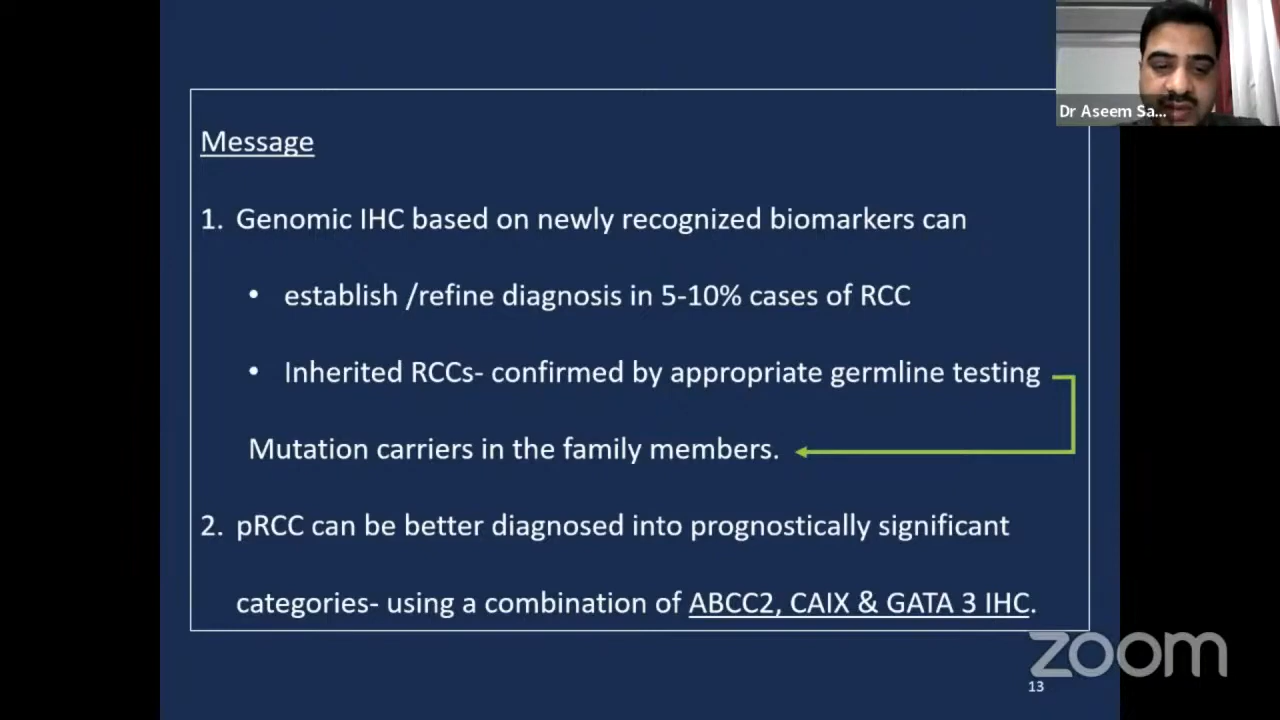 Dr Aseem Sa...
Message
1. Genomic IHC based on newly recognized biomarkers can
• establish /refine diagnosis in 5-10% cases of RCC
• Inherited RCCs- confirmed by appropriate germline testing
Mutation carriers in the family members.
2. pRCC can be better diagnosed into prognostically significant
categories- using a combination of ABCC2, CAIX & GATA 3 IHC.
zoom
13